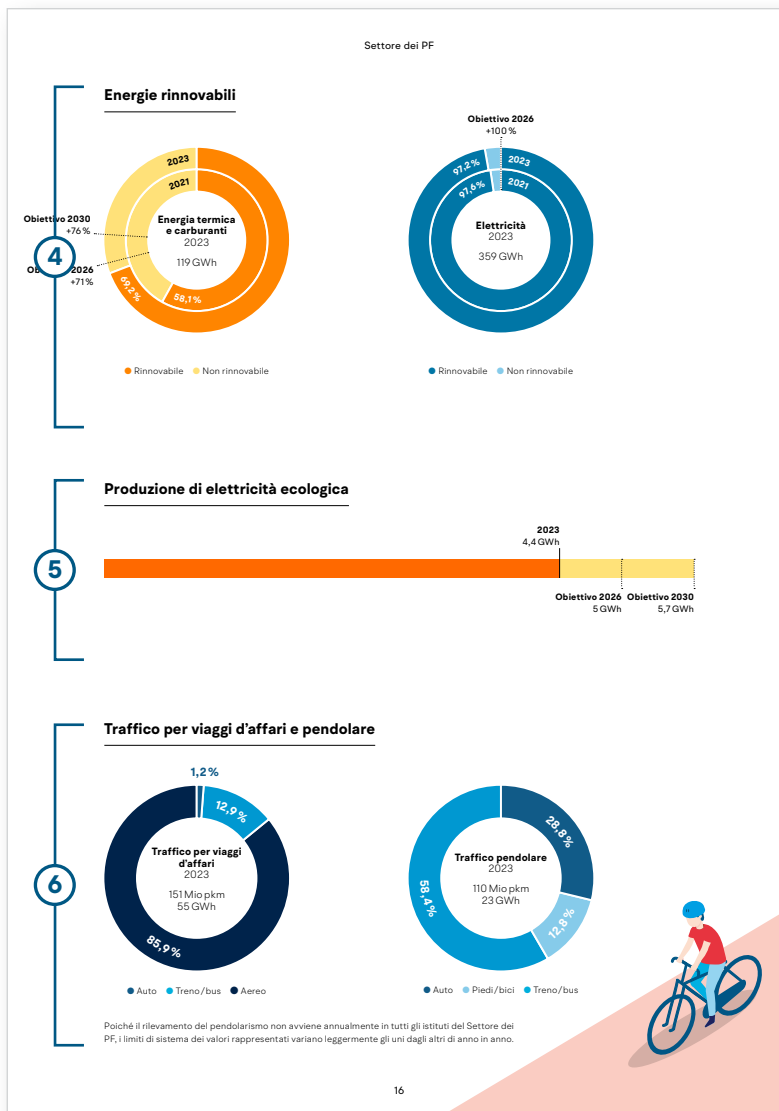 Settore dei PF
4
Energie rinnovabili
2023
2021
Obiettivo 2030
+76 %
2026
+71 %
69,2 %
58,1 %
Energia termica
e carburanti
2023
119 GWh
Rinnovabile
Non rinnovabile
Obiettivo 2026
+100 %
97,2 %
2023
97,6 %
2021
Elettricità
2023
359 GWh
Rinnovabile
Non rinnovabile
5
Produzione di elettricità ecologica
2023
4,4 GWh
Obiettivo 2026
5 GWh
Obiettivo 2030
5,7 GWh
6
Traffico per viaggi d’affari e pendolare
1,2 %
12,9 %
85,9 %
Traffico per viaggi
d’affari
2023
151 Mio pkm
55 GWh
Auto
Treno/bus
Aereo
28,8 %
12,8 %
58,4 %
Traffico pendolare
2023
110 Mio pkm
23 GWh
Auto
Piedi/bici
Treno/bus
Poiché il rilevamento del pendolarismo non avviene annualmente in tutti gli istituti del Settore dei
PF, i limiti di sistema dei valori rappresentati variano leggermente gli uni dagli altri di anno in anno.
16